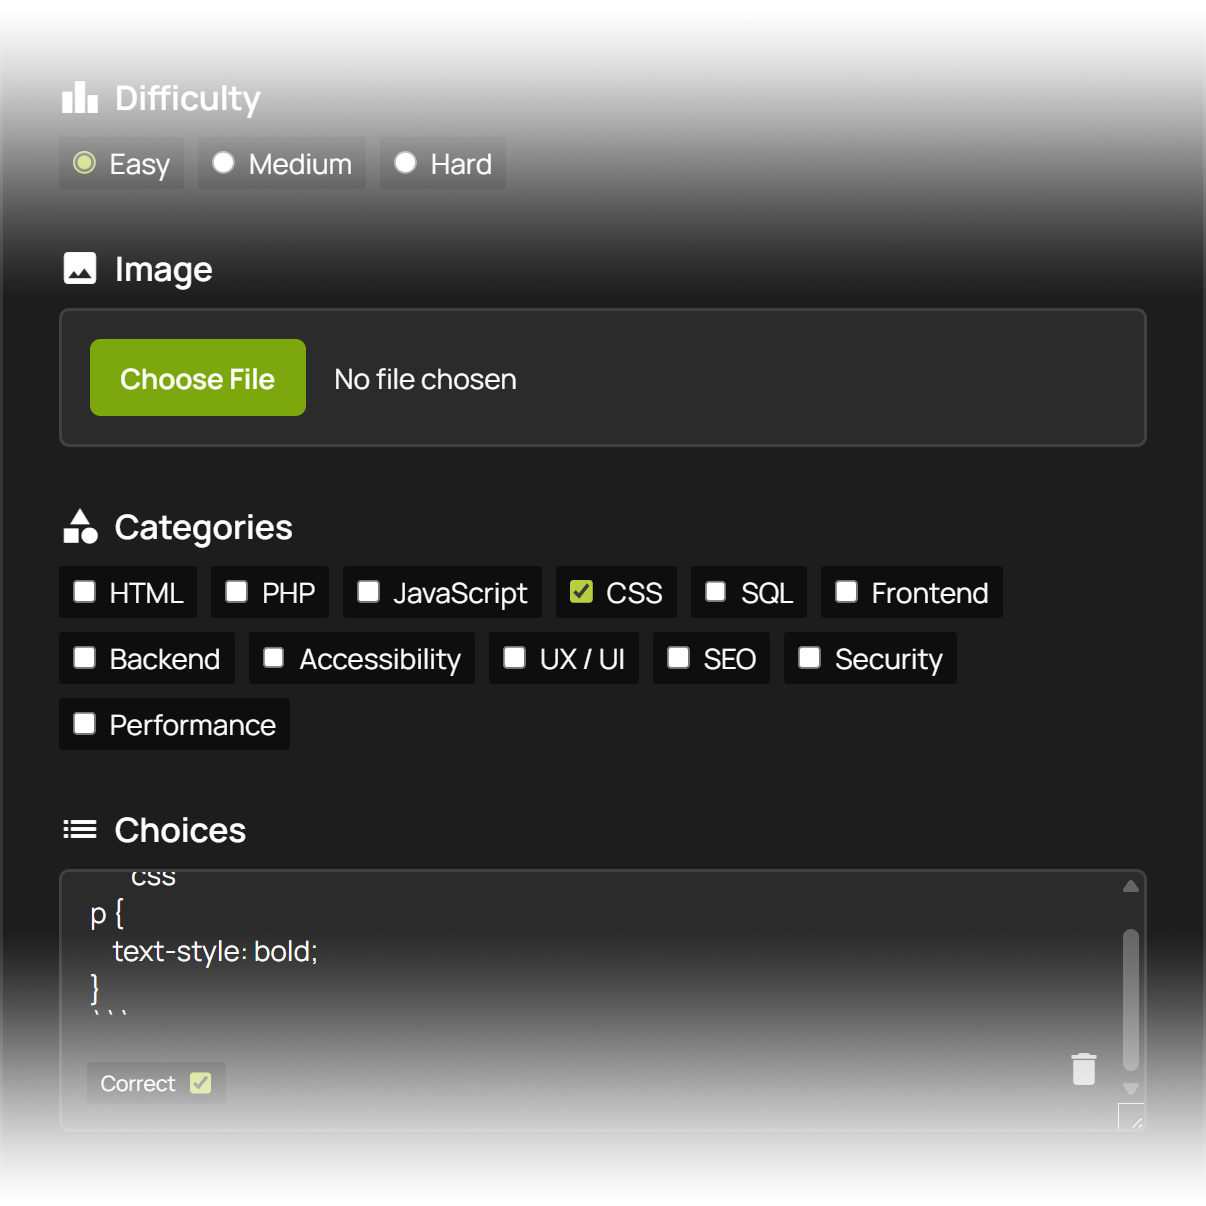 Difficulty
Easy Medium Hard
Image
Choose File No file chosen
Categories
HTML PHP JavaScript CSS SQL Frontend
Backend Accessibility UX / UI SEO Security
Performance
Choices
css
p {
text-style: bold;
}
```
Correct